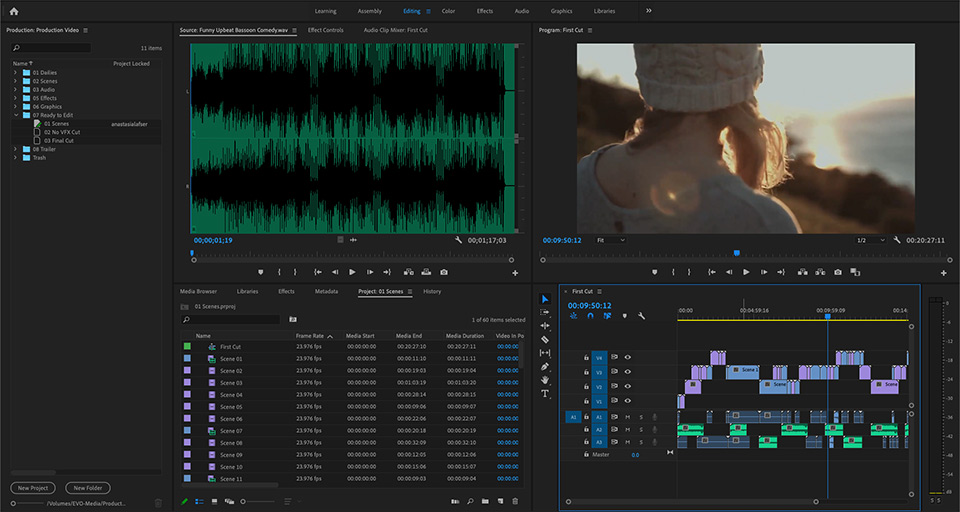 Learning Assembly Editing Color Effects Audio Graphics Libraries
Production: Production Video
11 items
Name Project Locked
01 Dailies
02 Scenes
03 Audio
05 Effects
06 Graphics
07 Ready to Edit
01 Scenes
02 No VFX Cut
03 Final Cut
08 Trailer
Trash
New Project New Folder
/Volumes/EVO-Media/Product...
Source: Funny Upbeat Bassoon Comedy.wav Effect Controls Audio Clip Mixer: First Cut
L
R
00;00;01;19 00;01;17;03
Program: First Cut
00:09:50:12 Fit 1/2 00:20:27:11
Media Browser Libraries Effects Metadata Project: 01 Scenes History
01 Scenes.prproj
1 of 60 items selected
Name Frame Rate Media Start Media End Media Duration Video In Po
First Cut 23.976 fps 00:00:00:00 00:20:27:10 00:20:27:11 00:00:00:00
Scene 01 23.976 fps 00:00:00:00 00:00:11:10 00:00:11:11 00:00:00:00
Scene 02 23.976 fps 00:00:00:00 00:00:19:03 00:00:19:04 00:00:00:00
Scene 03 23.976 fps 00:00:00:00 00:01:03:19 00:01:03:20 00:00:00:00
Scene 04 23.976 fps 00:00:00:00 00:00:28:14 00:00:28:15 00:00:00:00
Scene 05 23.976 fps 00:00:00:00 00:00:09:06 00:00:09:07 00:00:00:00
Scene 06 23.976 fps 00:00:00:00 00:00:22:06 00:00:22:07 00:00:00:00
Scene 07 23.976 fps 00:00:00:00 00:00:20:18 00:00:20:19 00:00:00:00
Scene 08 23.976 fps 00:00:00:00 00:00:32:09 00:00:32:10 00:00:00:00
Scene 09 23.976 fps 00:00:00:00 00:00:12:05 00:00:12:06 00:00:00:00
Scene 10 23.976 fps 00:00:00:00 00:00:15:06 00:00:15:07 00:00:00:00
Scene 11 23.976 fps 00:00:00:00 00:00:09:03 00:00:09:04 00:00:00:00
First Cut
00:09:50:12
:00:00 00:04:59:16 00:09:59:09 00:14:5
V4
V3 Scene 1
V2 Scene Scene
V1
A1 A1 M S
A2 M S
A3 M S
Master 0.0
S S